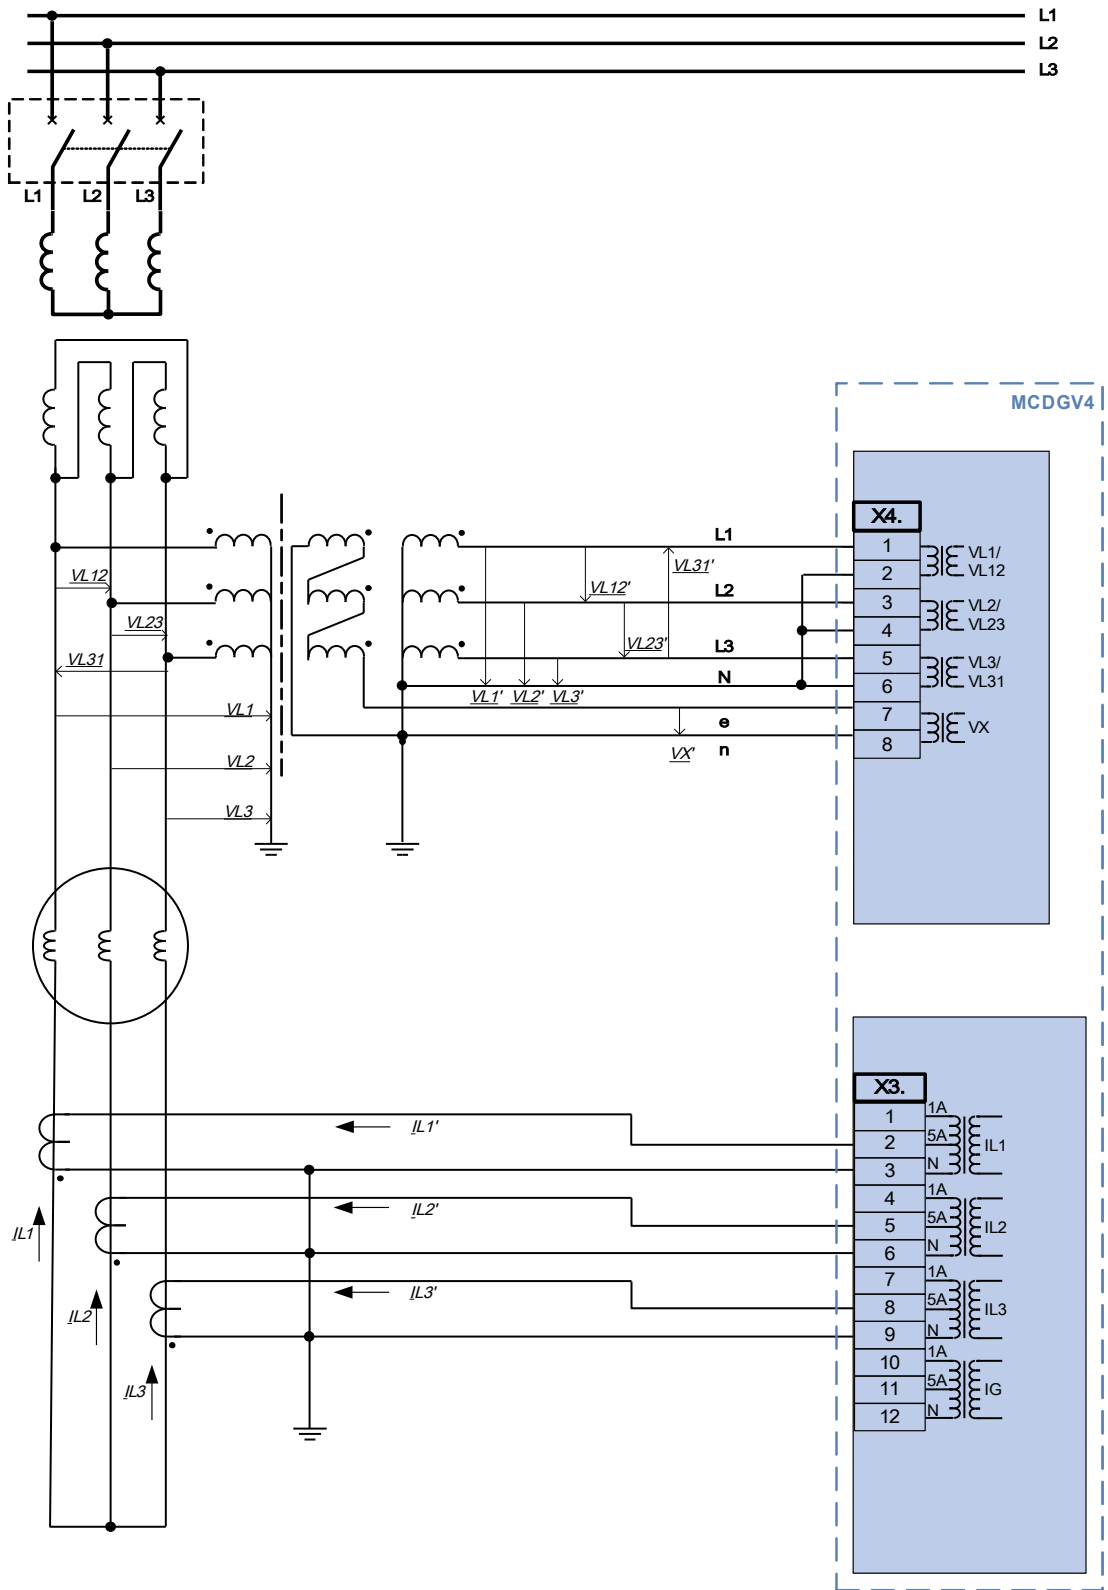 L1
L2
L3
L1 L2 L3
MCDGV4
X4.
L1
1
VL1/
VL12
VL31'
2
VL12
VL12'
L2
3
VL2/
VL23
VL23
4
VL23'
L3
5
VL3/
VL31
VL31
N
6
VL1' VL2' VL3'
VL1
7
e
VX
n
8
VX'
VL2
VL3
X3.
1
1A
IL1'
2
5A
IL1
3
N
4
1A
IL2'
IL1
5
5A
IL2
6
N
7
1A
IL3'
IL2
8
5A
IL3
9
N
10
1A
IL3
11
5A
IG
12
N